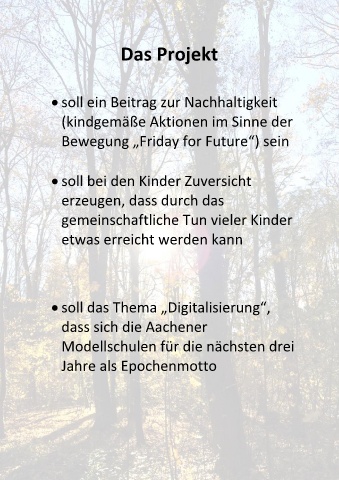 Das Projekt
• soll ein Beitrag zur Nachhaltigkeit
(kindgemäße Aktionen im Sinne der
Bewegung „Friday for Future“) sein
• soll bei den Kinder Zuversicht
erzeugen, dass durch das
gemeinschaftliche Tun vieler Kinder
etwas erreicht werden kann
• soll das Thema „Digitalisierung“,
dass sich die Aachener
Modellschulen für die nächsten drei
Jahre als Epochenmotto